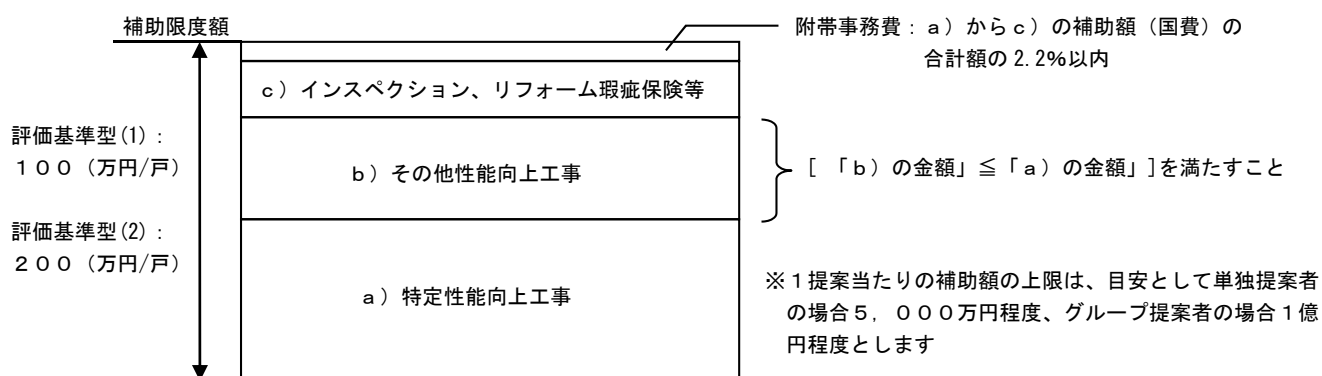 補助限度額
附帯事務費：ａ）からｃ）の補助額（国費）の
合計額の 2.2%以内
ｃ）インスペクション、リフォーム瑕疵保険等
評価基準型(1)：
１００（万円/戸）
ｂ）その他性能向上工事
[ 「ｂ）の金額」≦「ａ）の金額」]を満たすこと
評価基準型(2)：
２００（万円/戸）
ａ）特定性能向上工事
※１提案当たりの補助額の上限は、目安として単独提案者
の場合５，０００万円程度、グループ提案者の場合１億
円程度とします